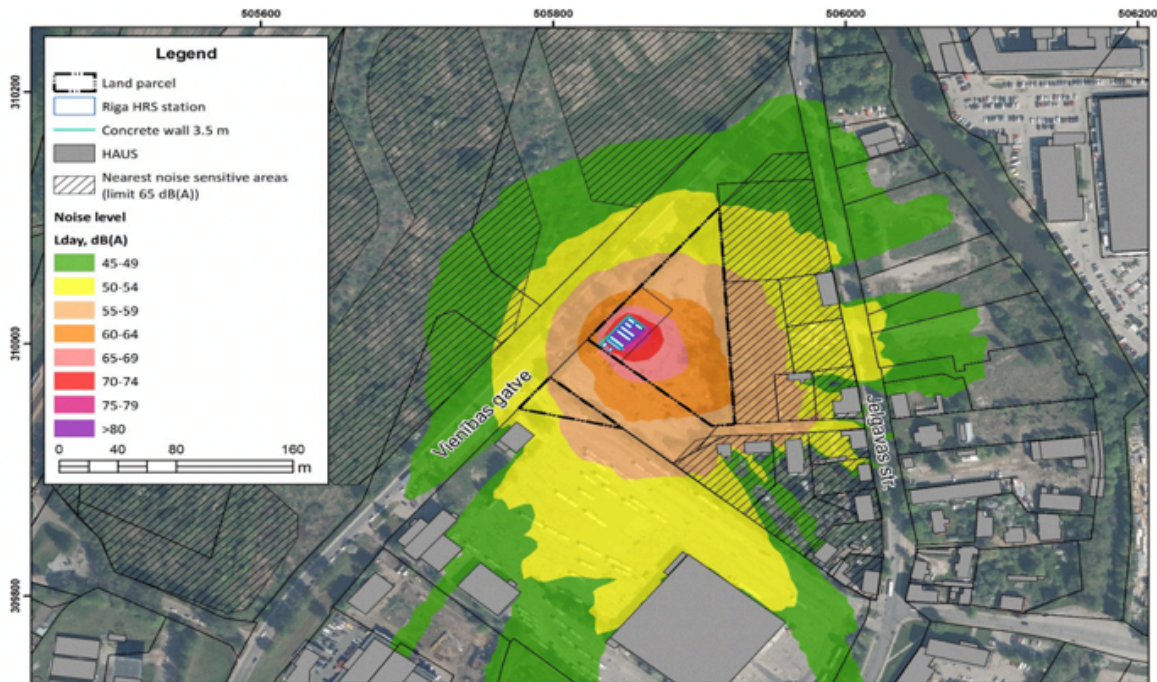 505600
505800
506000
506200
310200
310000
309800
Legend
Land parcel
Riga HRS station
Concrete wall 3.5 m
HAUS
Nearest noise sensitive areas
(limit 65 dB(A))
Noise level
Lday, dB(A)
45-49
50-54
55-59
60-64
65-69
70-74
75-79
>80
0 40 80 160
m
Vienības gatve
Jelgavas str.